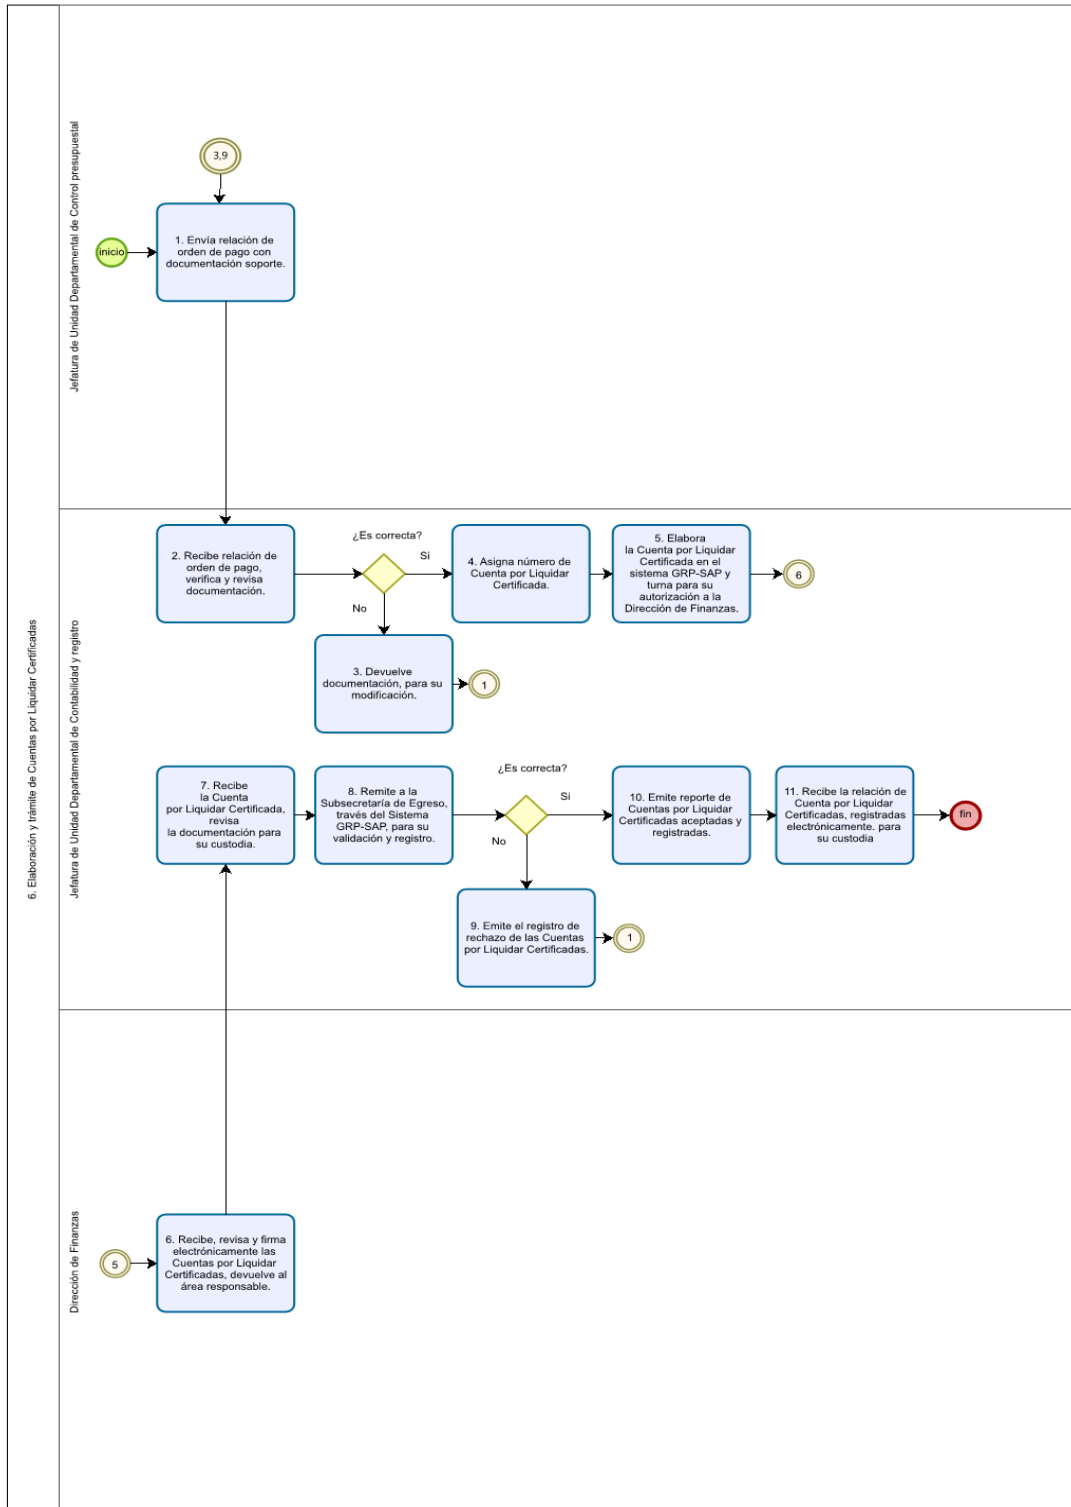 6. Elaboración y trámite de Cuentas por Liquidar Certificadas
Jefatura de Unidad Departamental de Control presupuestal
3,9
inicio
1. Envía relación de
orden de pago con
documentación soporte.
Jefatura de Unidad Departamental de Contabilidad y registro
2. Recibe relación de
orden de pago,
verifica y revisa
documentación.
¿Es correcta?
Si
No
4. Asigna número de
Cuenta por Liquidar
Certificada.
5. Elabora
la Cuenta por Liquidar
Certificada en el
sistema GRP-SAP y
turna para su
autorización a la
Dirección de Finanzas.
6
3. Devuelve
documentación, para su
modificación.
1
7. Recibe
la Cuenta
por Liquidar Certificada,
revisa
la documentación para
su custodia.
8. Remite a la
Subsecretaría de Egreso,
través del Sistema
GRP-SAP, para su
validación y registro.
¿Es correcta?
Si
No
10. Emite reporte de
Cuentas por Liquidar
Certificadas aceptadas y
registradas.
11. Recibe la relación de
Cuenta por Liquidar
Certificadas, registradas
electrónicamente. para
su custodia
fin
9. Emite el registro de
rechazo de las Cuentas
por Liquidar Certificadas.
1
Dirección de Finanzas
5
6. Recibe, revisa y firma
electrónicamente las
Cuentas por Liquidar
Certificadas, devuelve al
área responsable.